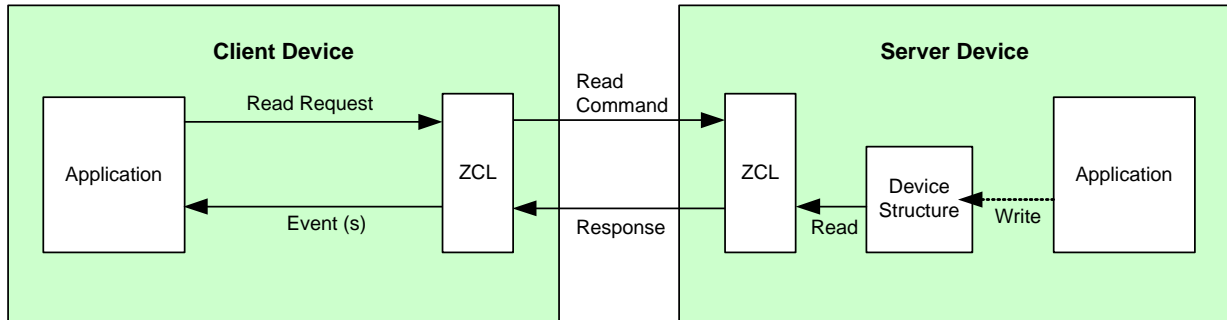 Client Device
Server Device
Read
Command
Read Request
Application
ZCL
ZCL
Device
Structure
Application
Event (s)
Response
Read
Write